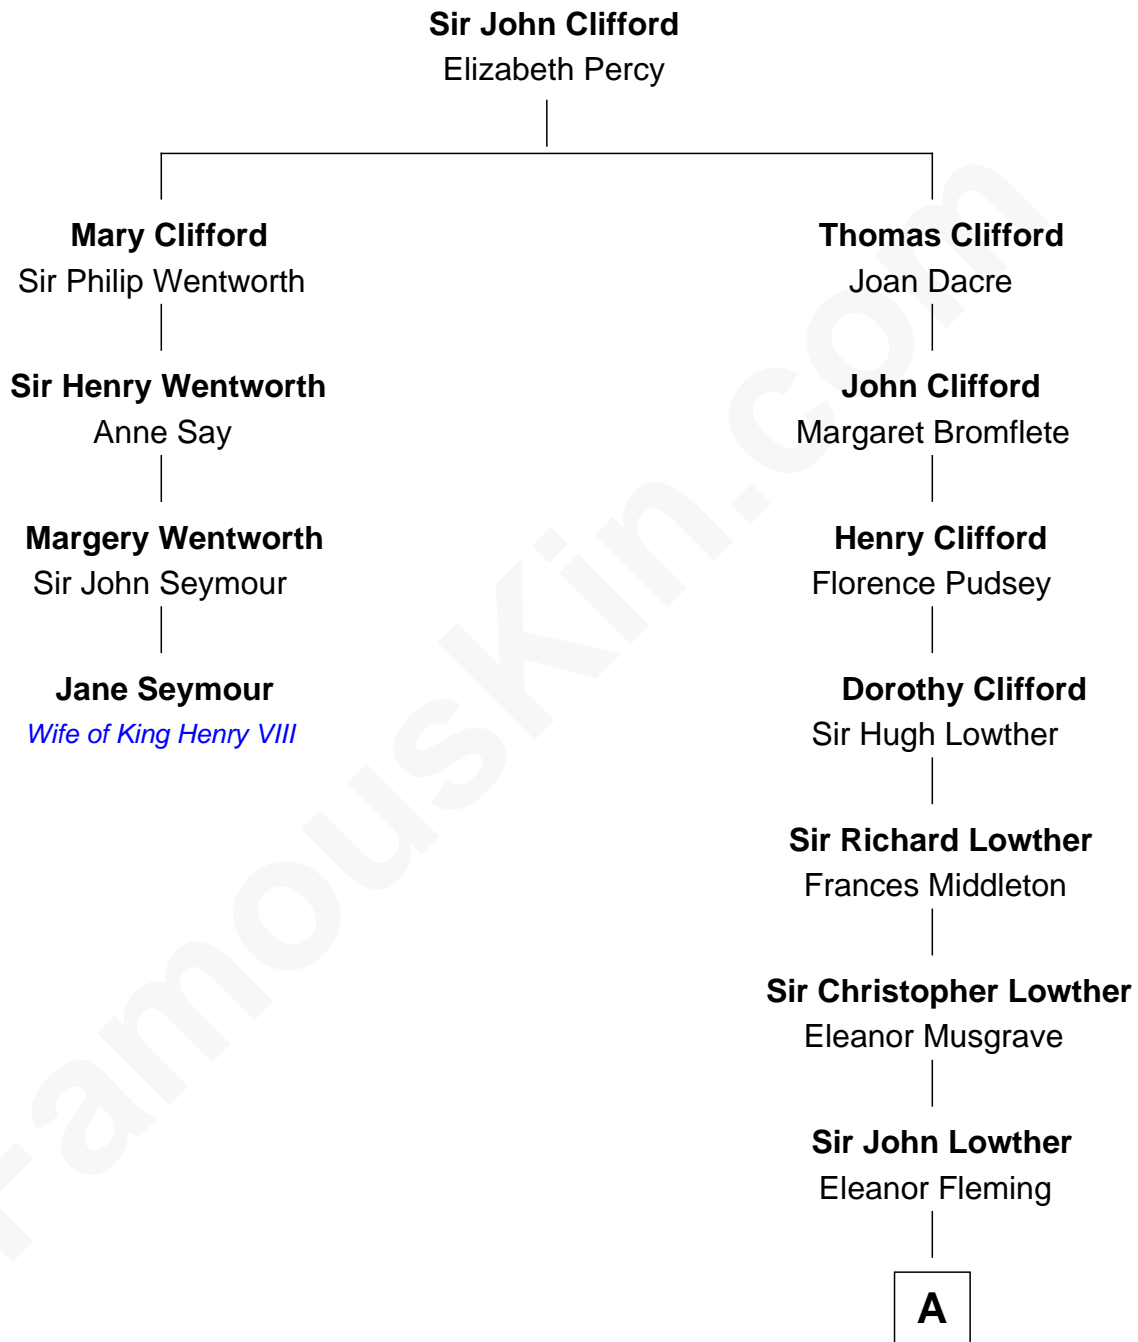 Sir John Clifford
Elizabeth Percy
Mary Clifford
Sir Philip Wentworth
Thomas Clifford
Joan Dacre
Sir Henry Wentworth
Anne Say
John Clifford
Margaret Bromflete
Margery Wentworth
Sir John Seymour
Henry Clifford
Florence Pudsey
Jane Seymour
Wife of King Henry VIII
Dorothy Clifford
Sir Hugh Lowther
Sir Richard Lowther
Frances Middleton
Sir Christopher Lowther
Eleanor Musgrave
Sir John Lowther
Eleanor Fleming
A
FamousKin.com